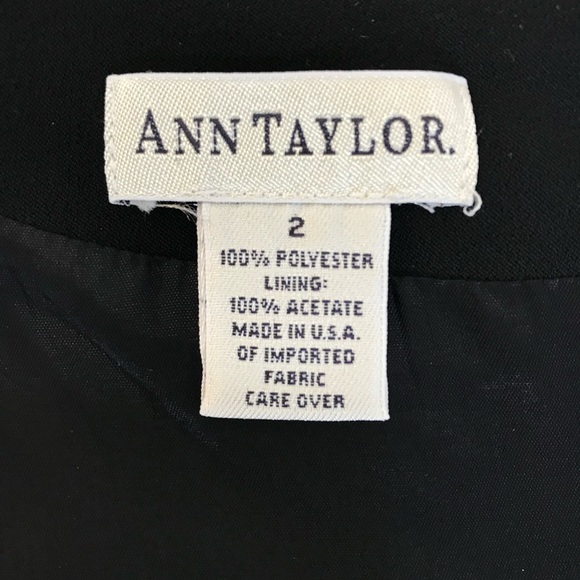 ANN TAYLOR.
2
100% POLYESTER
LINING:
100% ACETATE
MADE IN U.S.A.
OF IMPORTED
FABRIC
CARE OVER